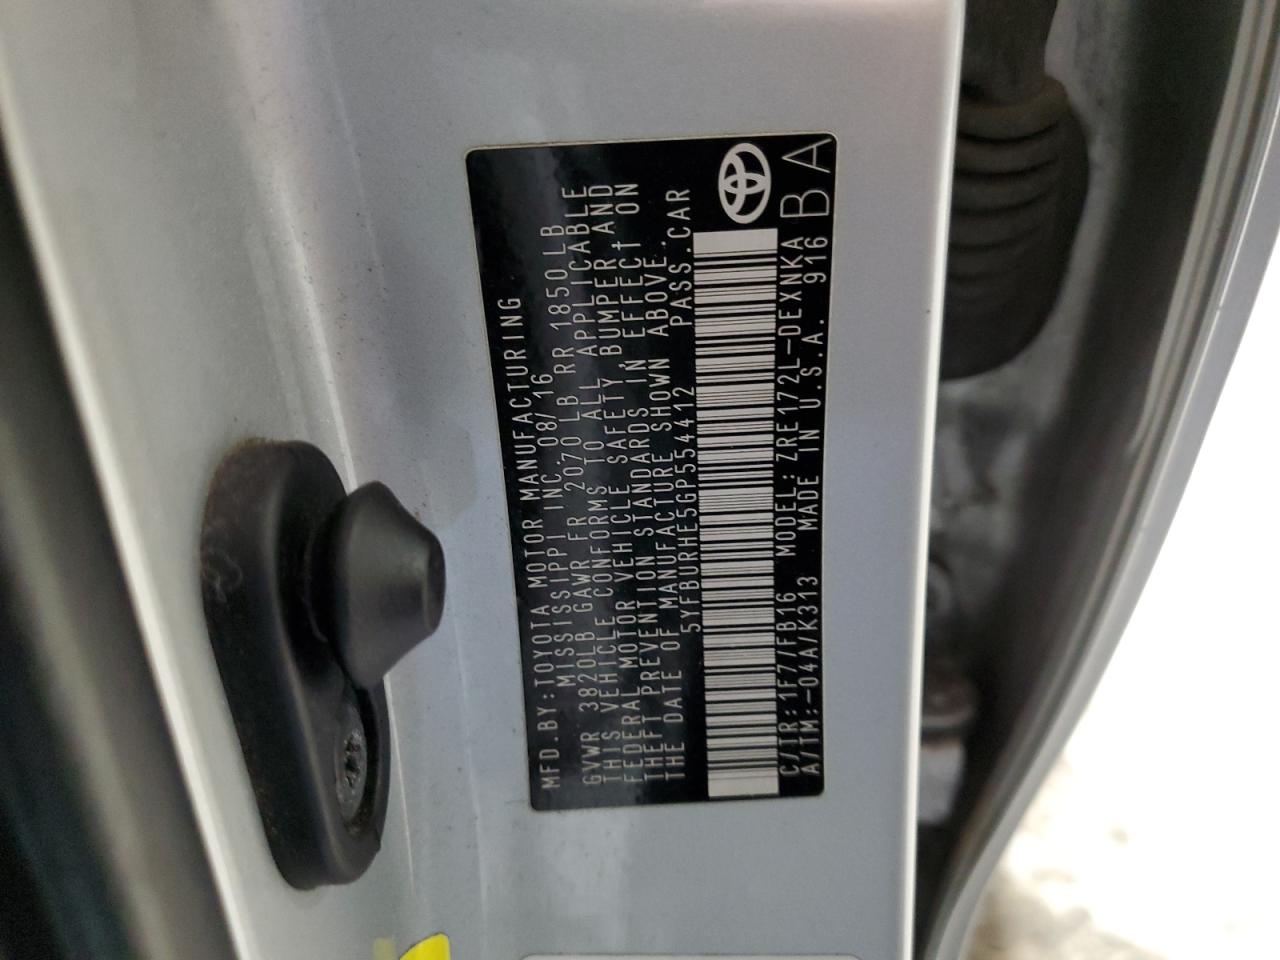 MFD.BY:TOYOTA MOTOR MANUFACTURING
MISSISSIPPI INC. 08/16
GVWR 3820LB GAWR FR 2070LB RR 1850LB
THIS VEHICLE CONFORMS TO ALL APPLICABLE
FEDERAL MOTOR VEHICLE SAFETY, BUMPER, AND
THEFT PREVENTION STANDARDS IN EFFECT ON
THE DATE OF MANUFACTURE SHOWN ABOVE.
5YFBURHE5GP554412 PASS.CAR
C/TR:1F7/FB16 MODEL:ZRE172L-DEXNKA
A/TM:-04A/K313 MADE IN U.S.A. 916
BA